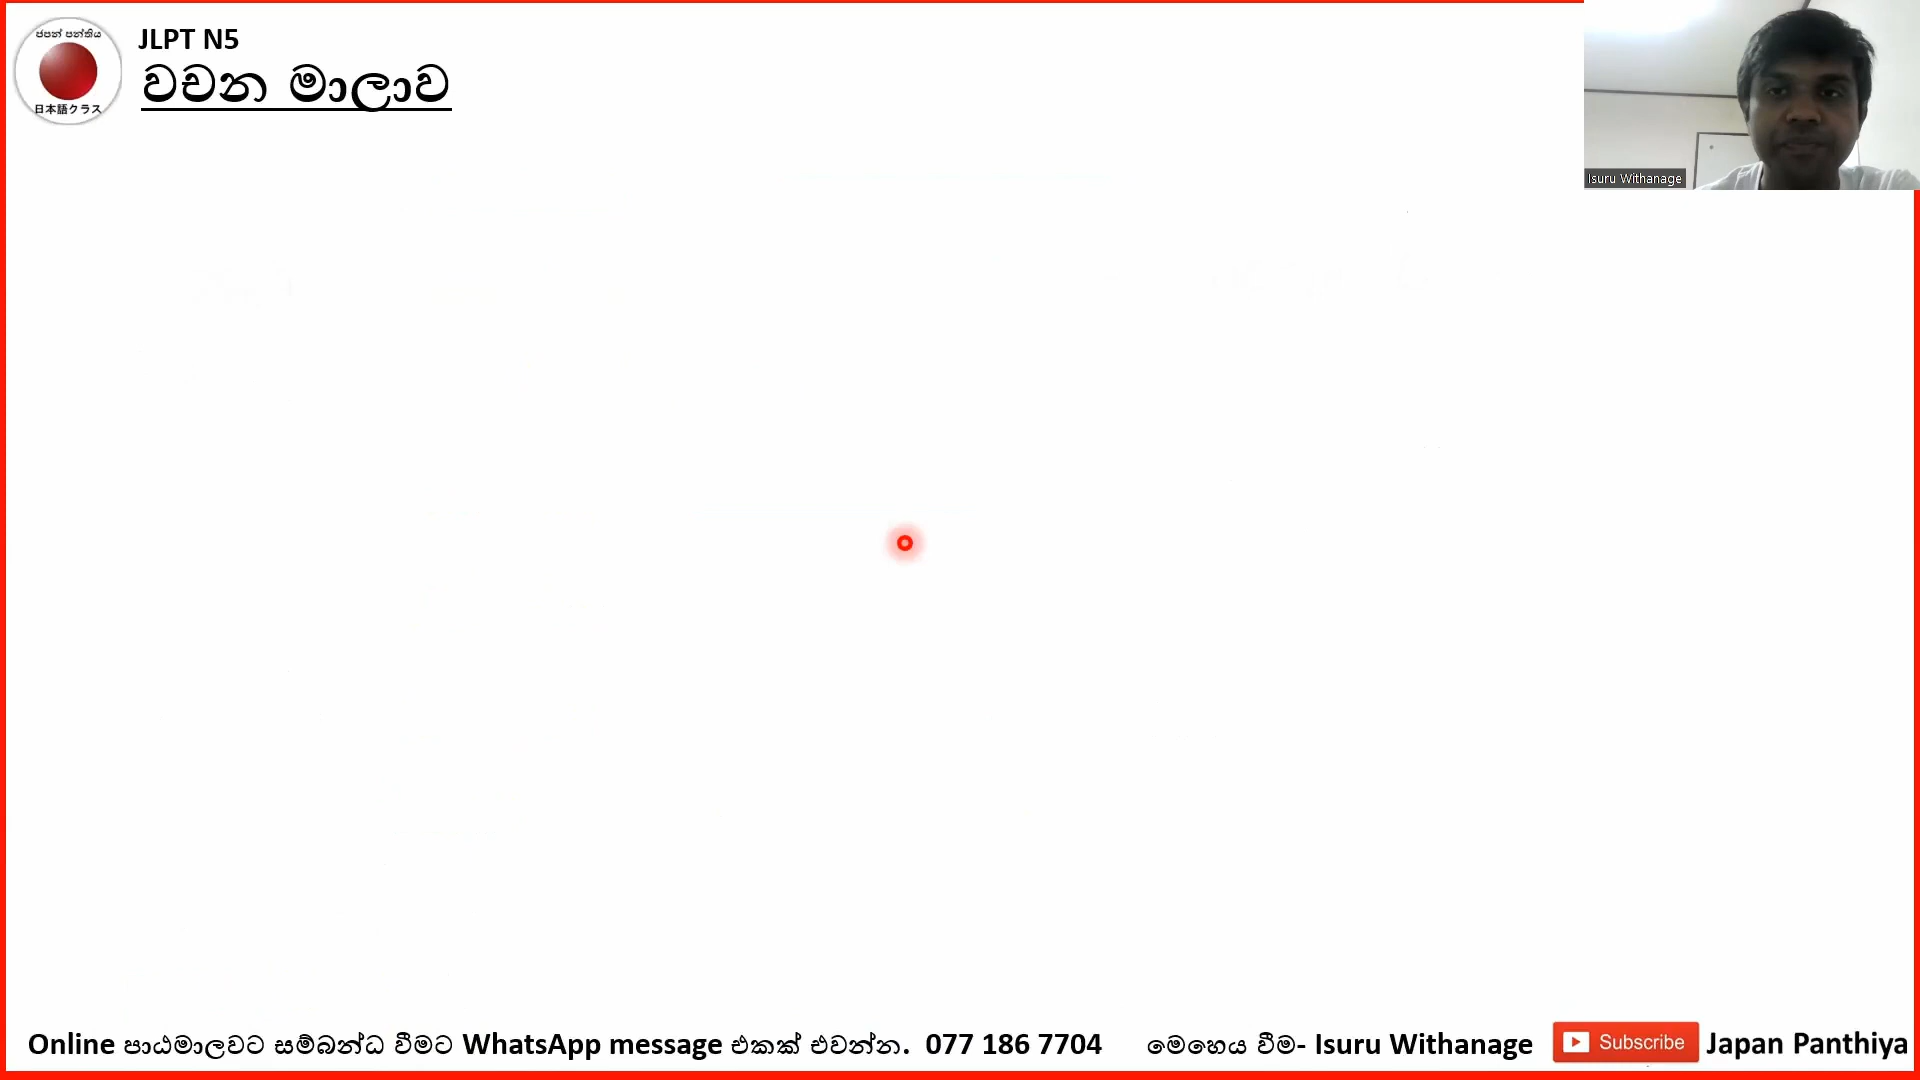 ජපන් පන්තිය
日本語クラス
JLPT N5
වචන මාලාව
Isuru Withanage
Online පාඨමාලවට සම්බන්ධ වීමට WhatsApp message එකක් එවන්න. 077 186 7704
මෙහෙය වීම- Isuru Withanage
Subscribe
Japan Panthiya